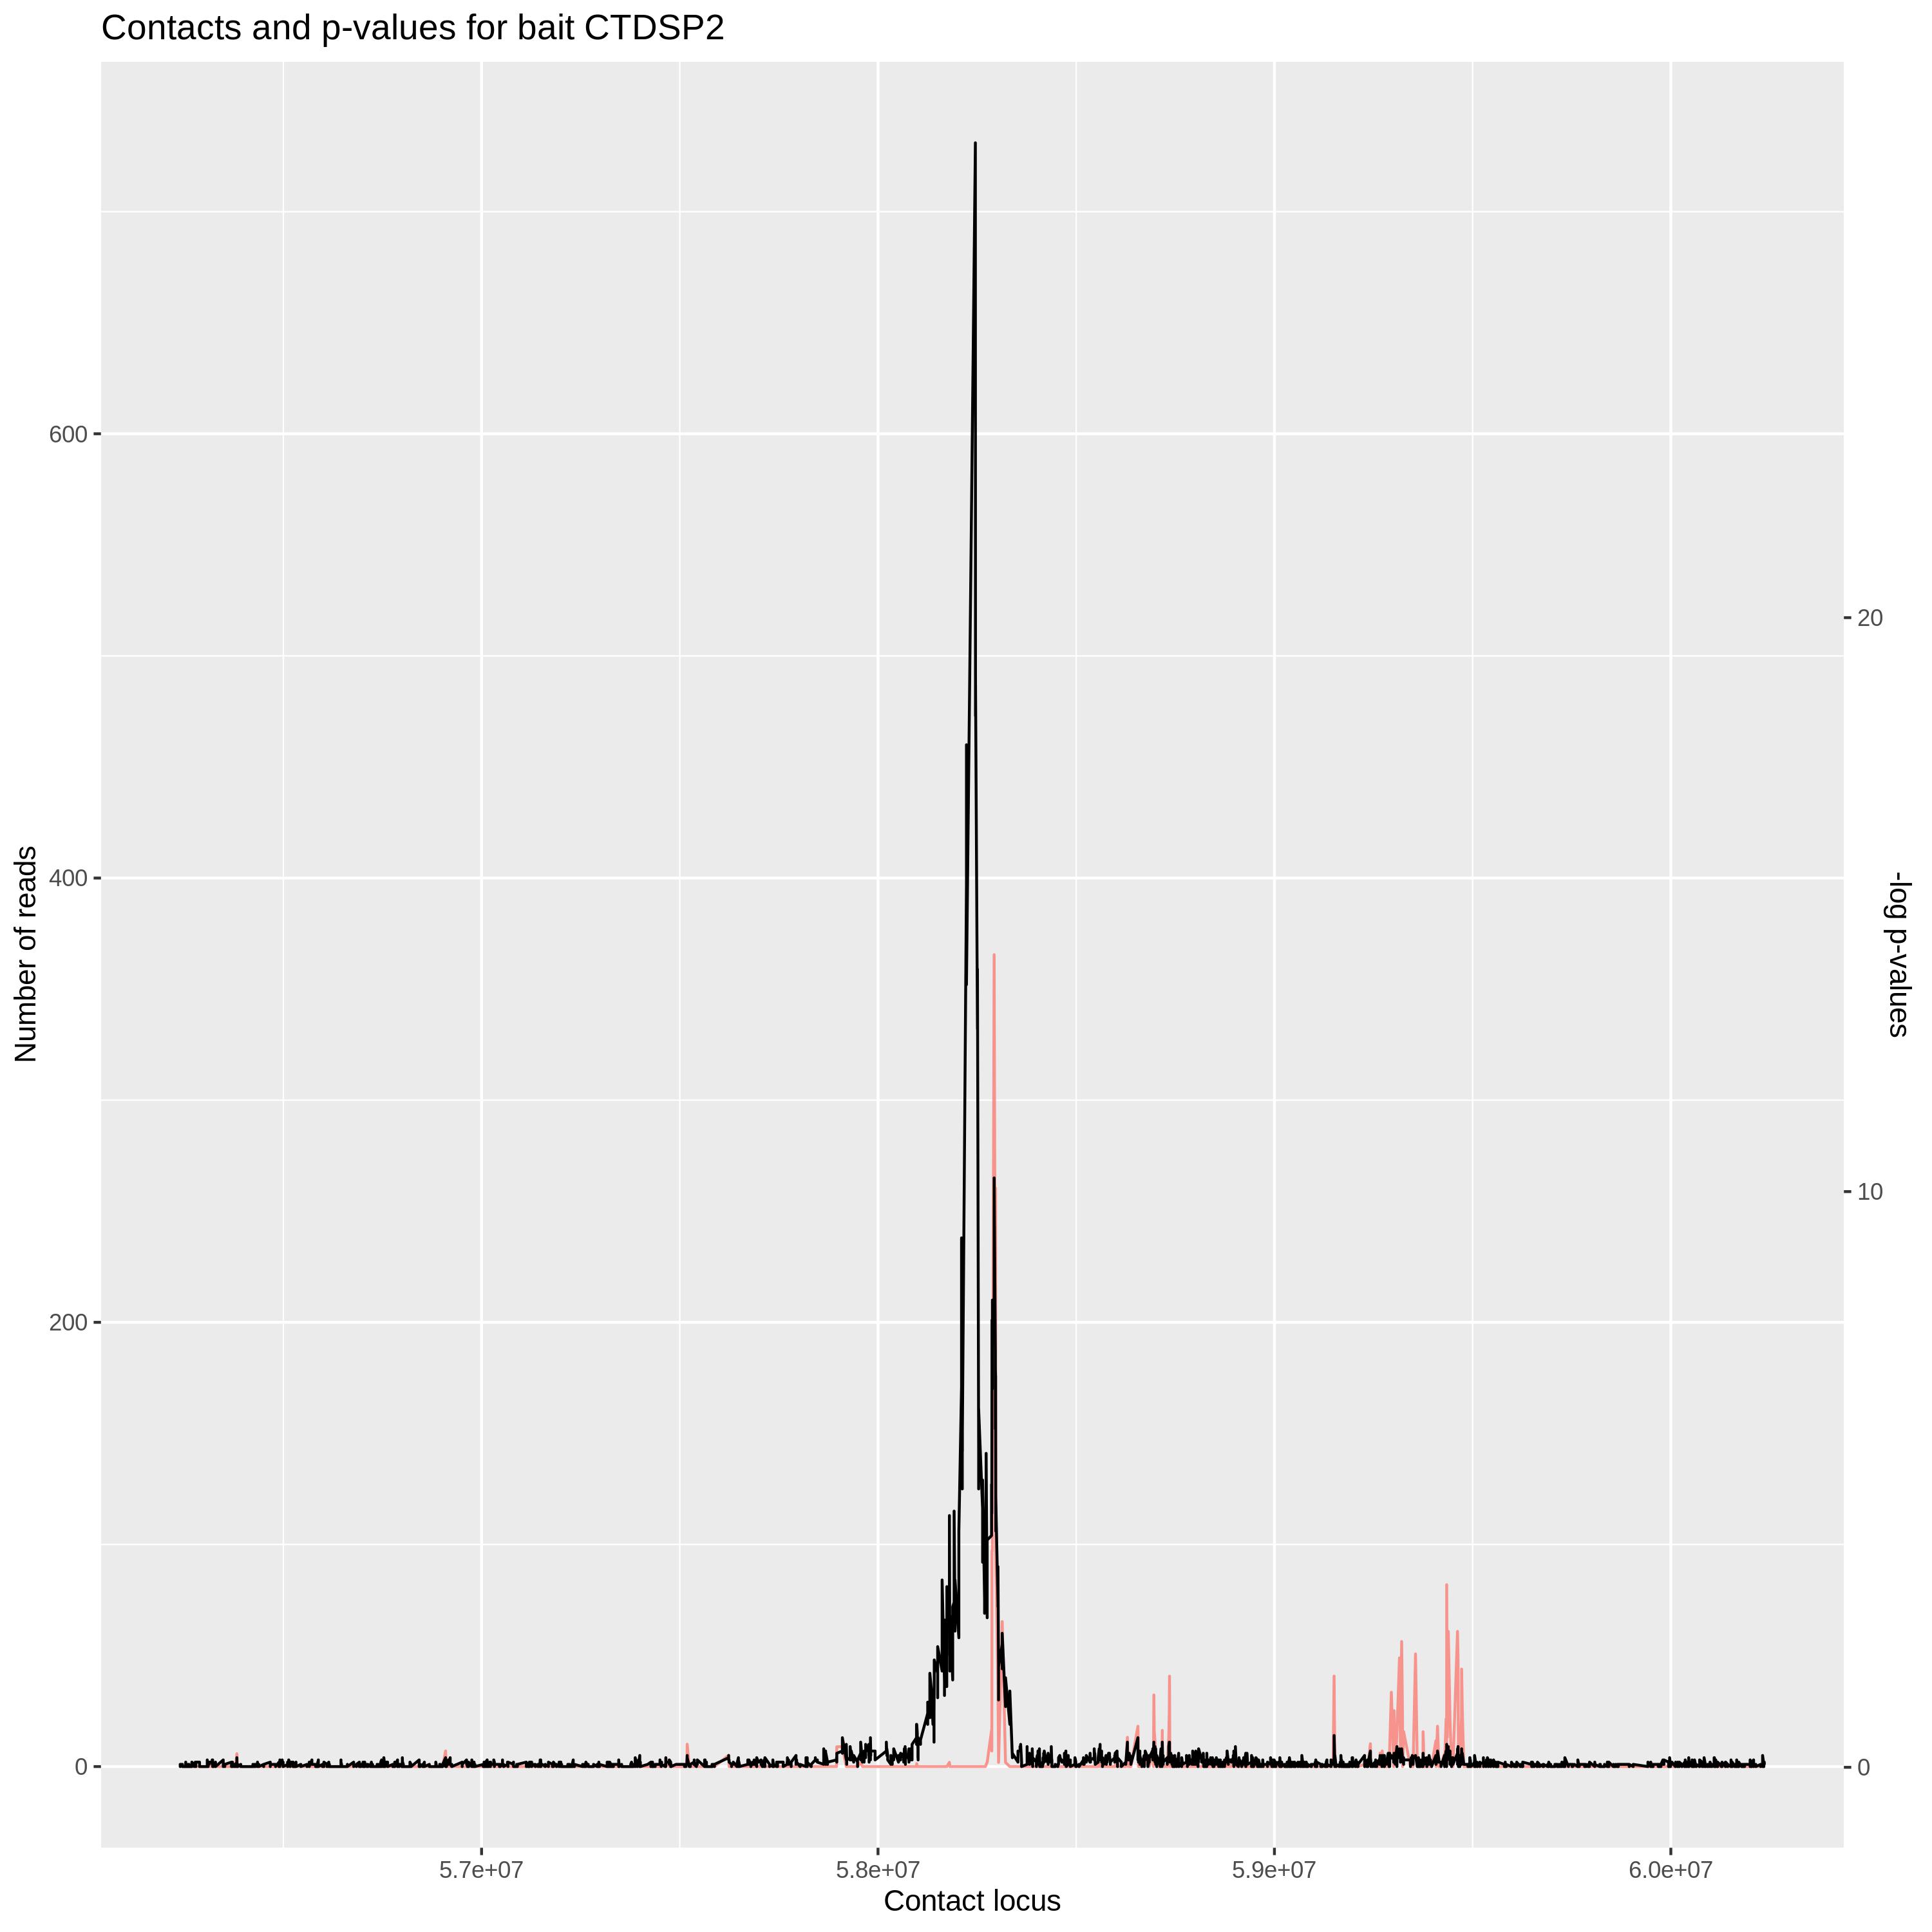 Contacts and p-values for bait CTDSP2
600
400
200
0
Number of reads
20
10
0
-log p-values
5.7e+07
5.8e+07
5.9e+07
6.0e+07
Contact locus